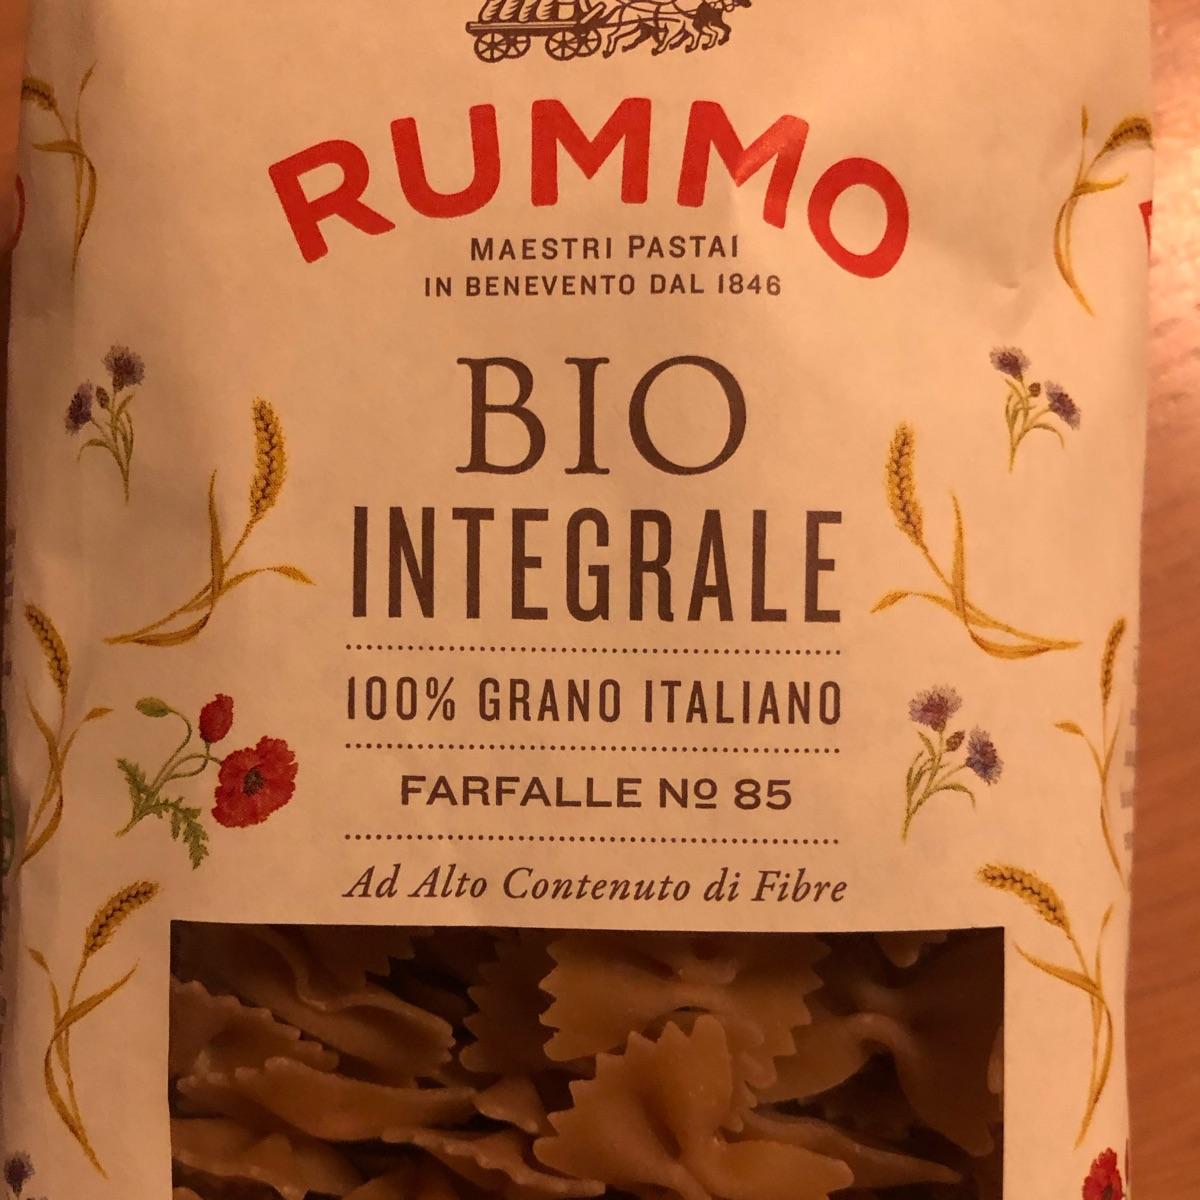 RUMMO
MAESTRI PASTAI
IN BENEVENTO DAL 1846
BIO
INTEGRALE
100% GRANO ITALIANO
FARFALLE Nº 85
Ad Alto Contenuto di Fibre